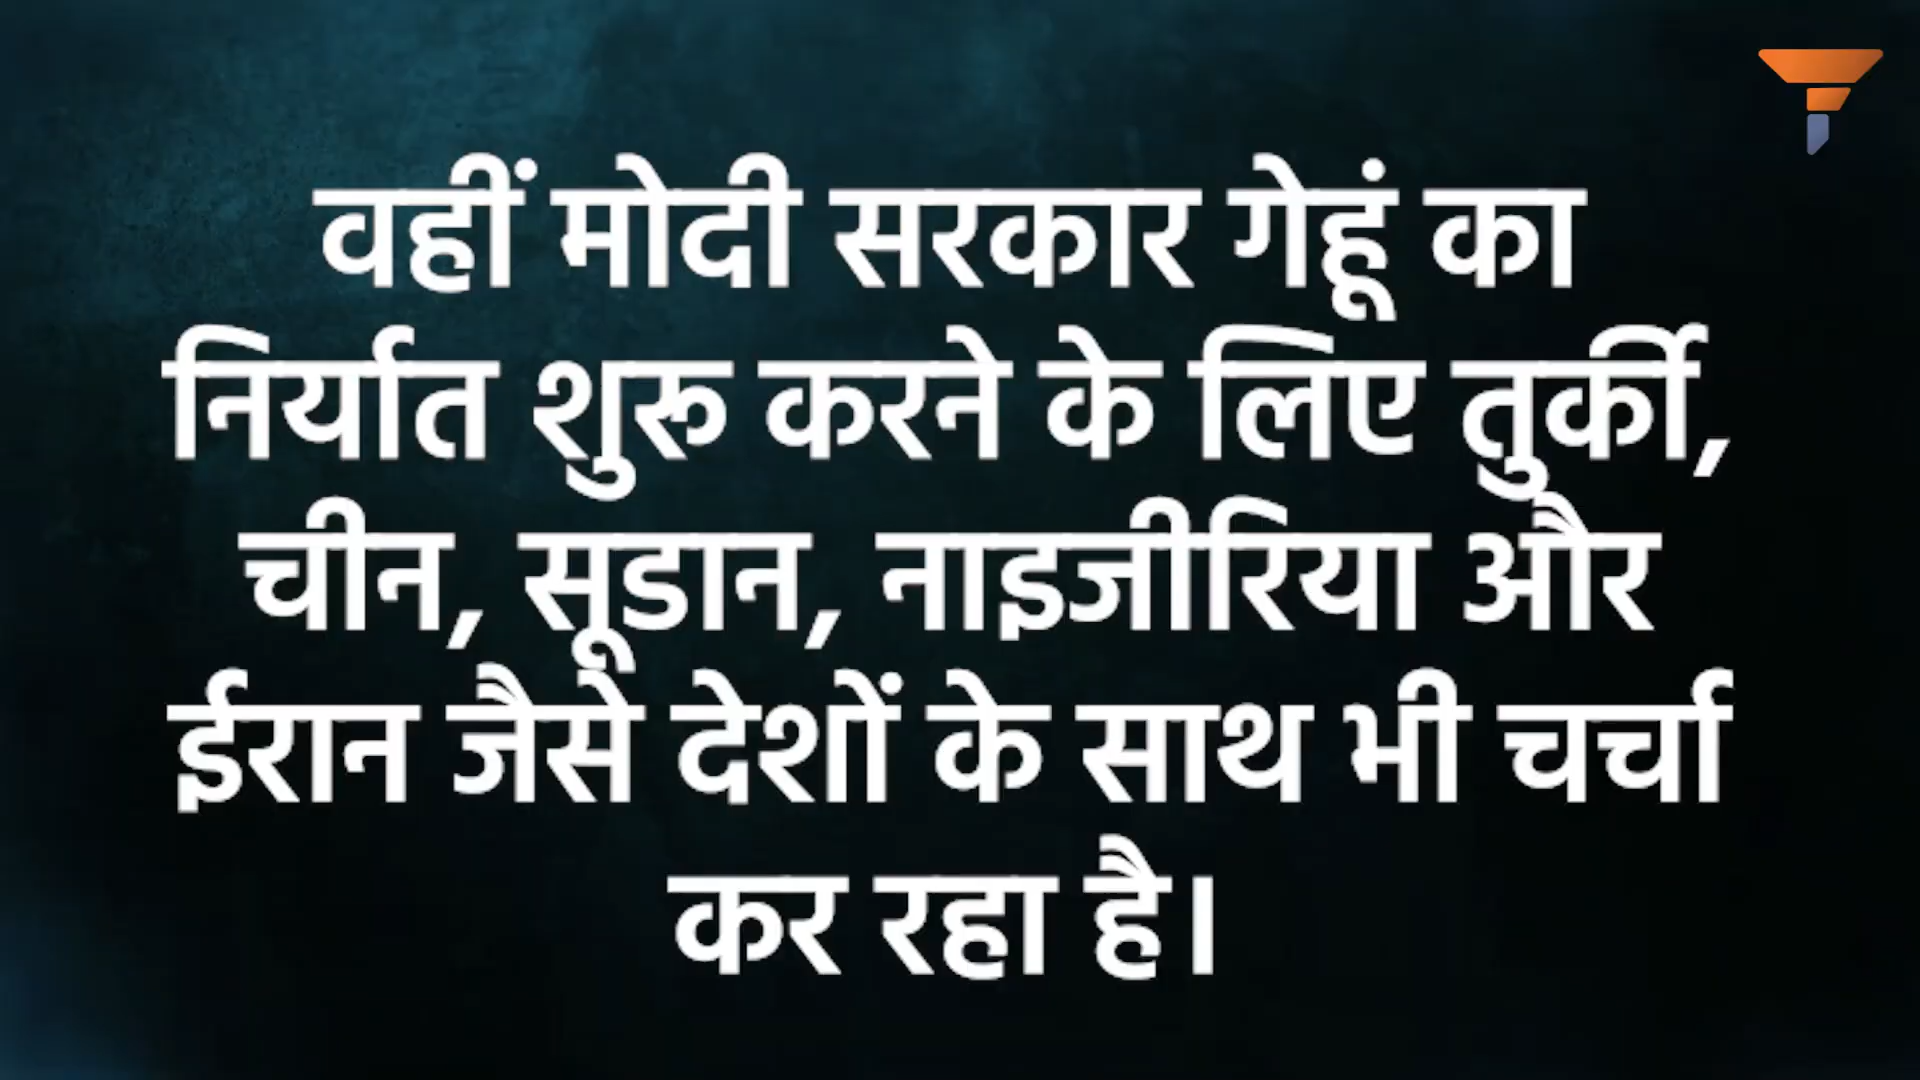 वहीं मोदी सरकार गेहूं का
निर्यात शुरू करने के लिए तुर्की,
चीन, सूडान, नाइजीरिया और
ईरान जैसे देशों के साथ भी चर्चा
कर रहा है।